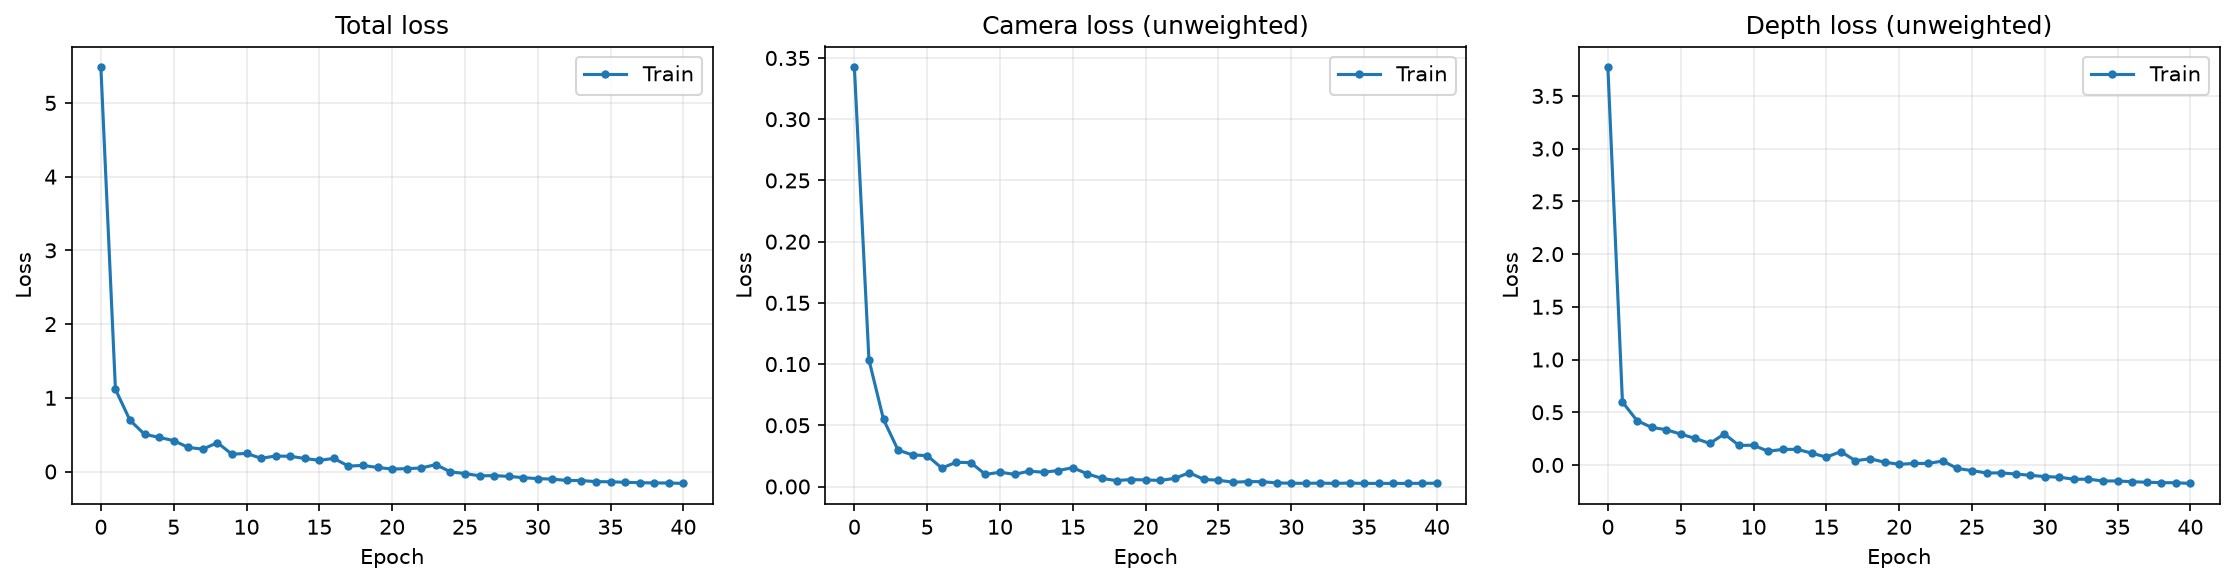 Total loss
Train
5
4
3
2
1
0
Loss
0 5 10 15 20 25 30 35 40
Epoch
Camera loss (unweighted)
Train
0.35
0.30
0.25
0.20
0.15
0.10
0.05
0.00
Loss
0 5 10 15 20 25 30 35 40
Epoch
Depth loss (unweighted)
Train
3.5
3.0
2.5
2.0
1.5
1.0
0.5
0.0
Loss
0 5 10 15 20 25 30 35 40
Epoch